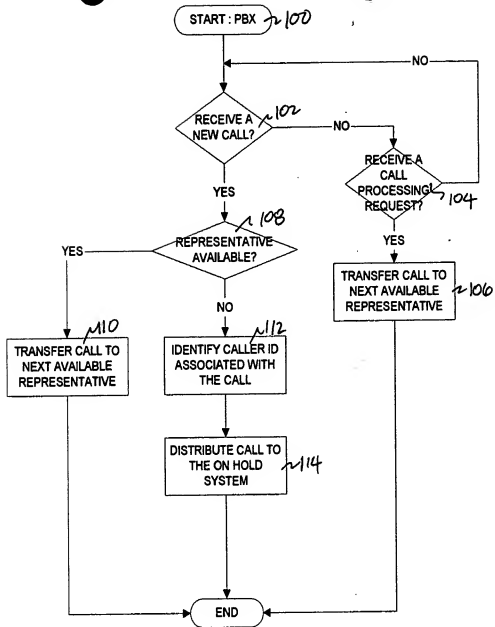 START : PBX 100
NO
RECEIVE A
NEW CALL?
102
NO
RECEIVE A
CALL
PROCESSING
REQUEST?
104
YES
YES
108
REPRESENTATIVE
AVAILABLE?
YES
NO
TRANSFER CALL TO
NEXT AVAILABLE
REPRESENTATIVE
106
110
TRANSFER CALL TO
NEXT AVAILABLE
REPRESENTATIVE
112
IDENTIFY CALLER ID
ASSOCIATED WITH
THE CALL
DISTRIBUTE CALL TO
THE ON HOLD
SYSTEM
114
END